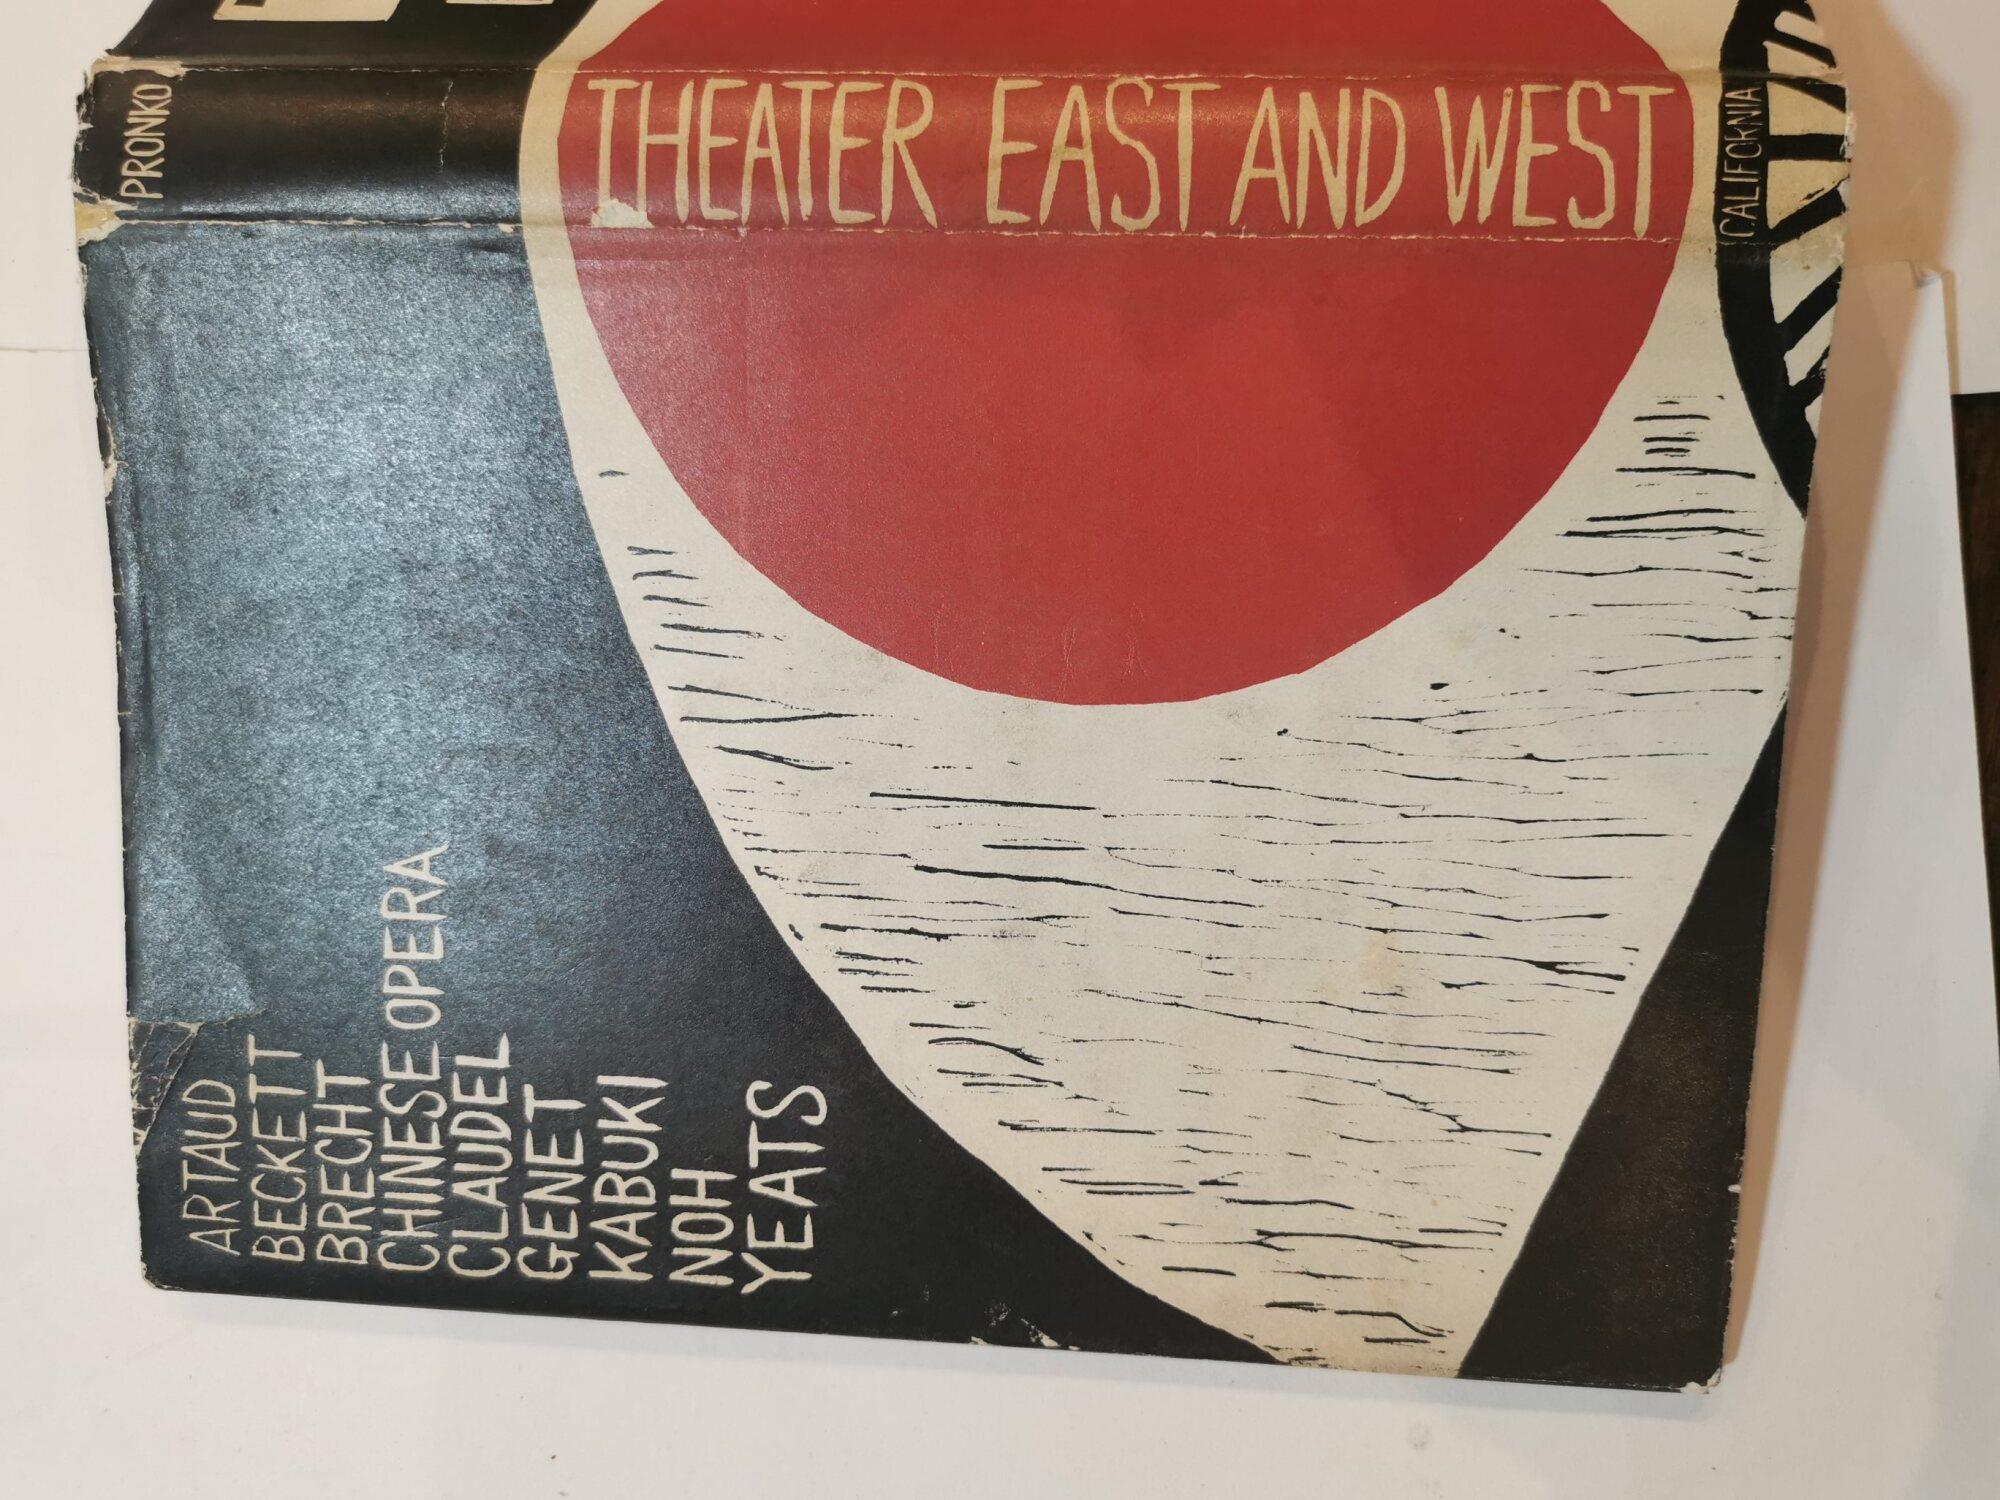 PRONKO
THEATER EAST AND WEST
CALIFORNIA
ARTAUD
BECKETT
BRECHT
CHINESE OPERA
CLAUDEL
GENET
KABUKI
NOH
YEATS